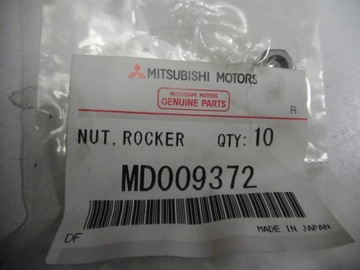 MITSUBISHI MOTORS
MITSUBISHI MOTORS
GENUINE PARTS
R
NUT, ROCKER QTY: 10
MD009372
DF MADE IN JAPAN